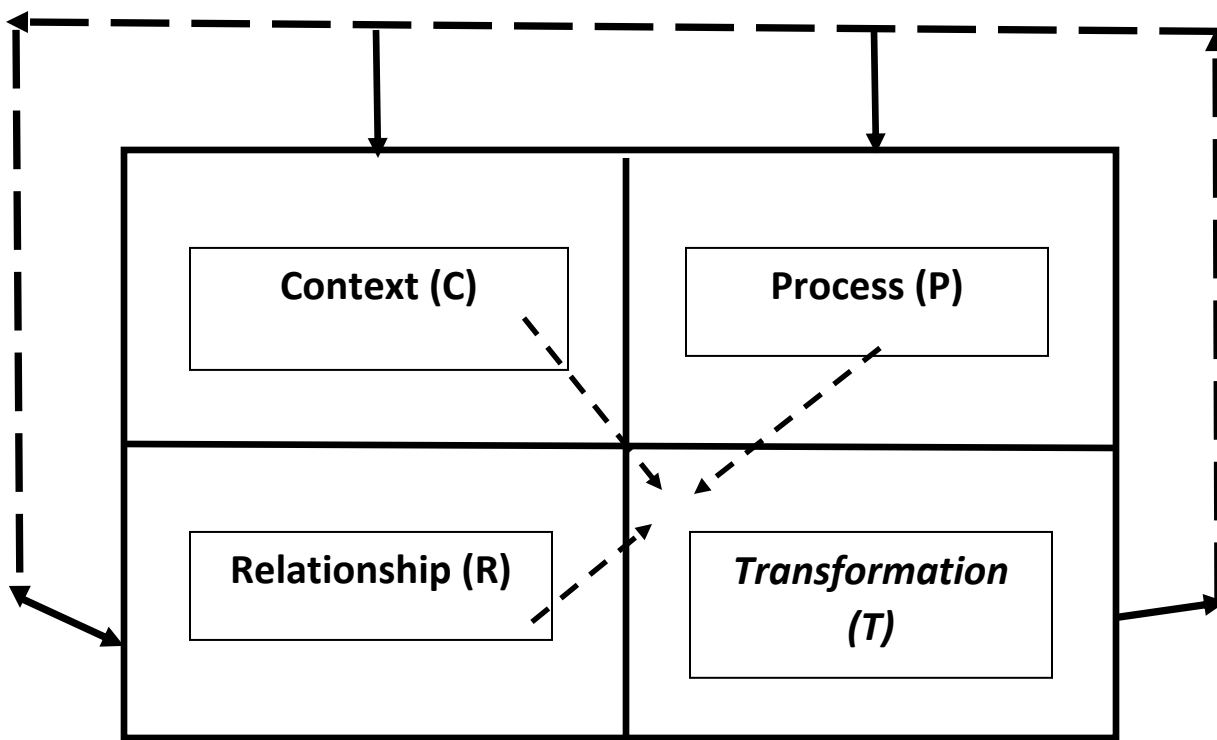 Context (C)
Process (P)
Relationship (R)
Transformation
(T)